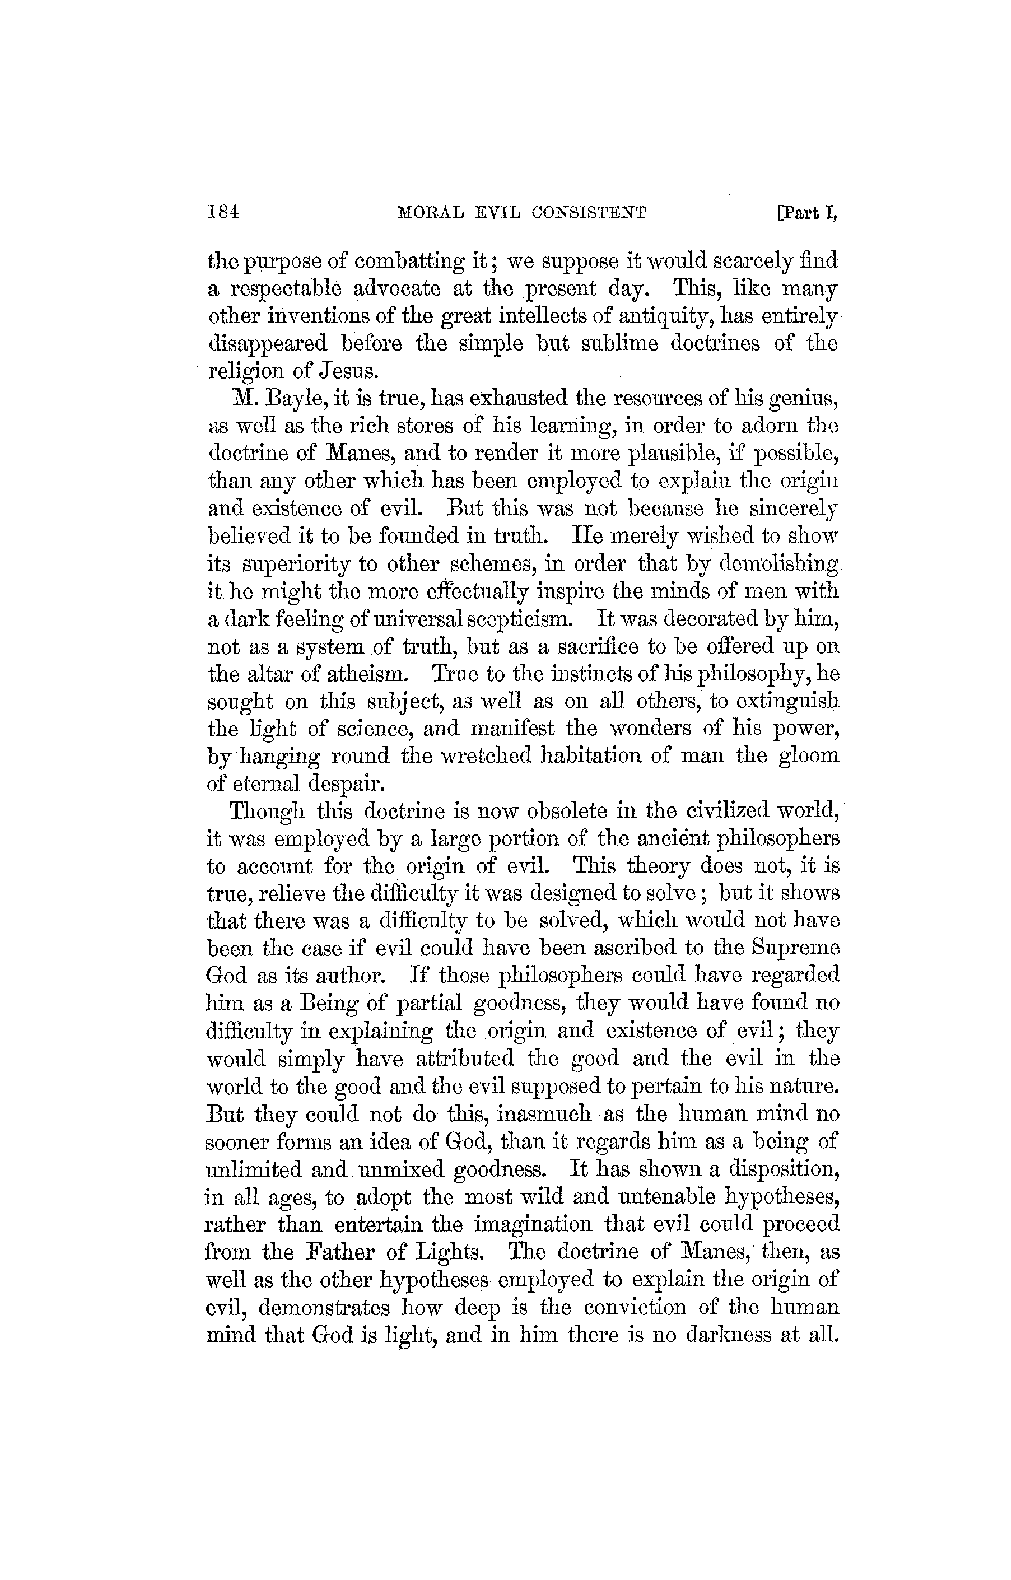 184 MORAL EVIL CONSISTENT [Part I,
the purpose of combatting it; we suppose it would scarcely find
a respectable advocate at the present day. This, like many
other inventions of the great intellects of antiquity, has entirely
disappeared before the simple but sublime doctrines of the
religion of Jesus.
M. Bayle, it is true, has exhausted the resources of his genius,
as well as the rich stores of his learning, in order to adorn the
doctrine of Manes, and to render it more plausible, if possible,
than any other which has been employed to explain the origin
and existence of evil. But this was not because he sincerely
believed it to be founded in truth. He merely wished to show
its superiority to other schemes, in order that by demolishing
it he might the more effectually inspire the minds of men with
a dark feeling of universal scepticism. It was decorated by him,
not as a system of truth, but as a sacrifice to be offered up on
the altar of atheism. True to the instincts of his philosophy, he
sought on this subject, as well as on all others, to extinguish
the light of science, and manifest the wonders of his power,
by hanging round the wretched habitation of man the gloom
of eternal despair.
Though this doctrine is now obsolete in the civilized world,
it was employed by a large portion of the ancient philosophers
to account for the origin of evil. This theory does not, it is
true, relieve the difficulty it was designed to solve; but it shows
that there was a difficulty to be solved, which would not have
been the case if evil could have been ascribed to the Supreme
God as its author. If those philosophers could have regarded
him as a Being of partial goodness, they would have found no
difficulty in explaining the origin and existence of evil; they
would simply have attributed the good and the evil in the
world to the good and the evil supposed to pertain to his nature.
But they could not do this, inasmuch as the human mind no
sooner forms an idea of God, than it regards him as a being of
unlimited and unmixed goodness. It has shown a disposition,
in all ages, to adopt the most wild and untenable hypotheses,
rather than entertain the imagination that evil could proceed
from the Father of Lights. The doctrine of Manes, then, as
well as the other hypotheses employed to explain the origin of
evil, demonstrates how deep is the conviction of the human
mind that God is light, and in him there is no darkness at all.